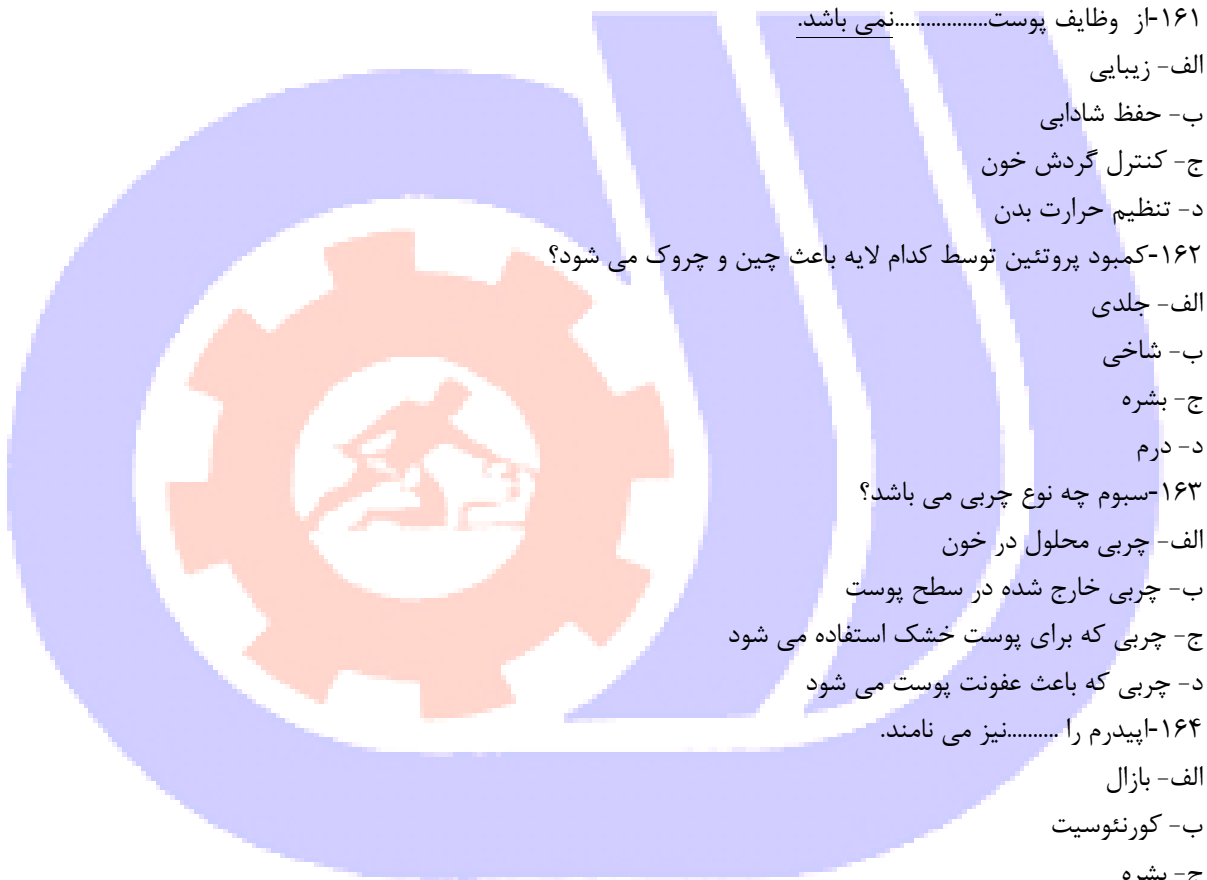 ۱۶۱-از وظایف پوست..................نمی باشد.
الف- زیبایی
ب- حفظ شادابی
ج- کنترل گردش خون
د- تنظیم حرارت بدن
۱۶۲-کمبود پروتئین توسط کدام لایه باعث چین و چروک می شود؟
الف- جلدی
ب- شاخی
ج- بشره
د- درم
۱۶۳-سبوم چه نوع چربی می باشد؟
الف- چربی محلول در خون
ب- چربی خارج شده در سطح پوست
ج- چربی که برای پوست خشک استفاده می شود
د- چربی که باعث عفونت پوست می شود
۱۶۴-اپیدرم را ..........نیز می نامند.
الف- بازال
ب- کورنئوسیت
ج- بشره